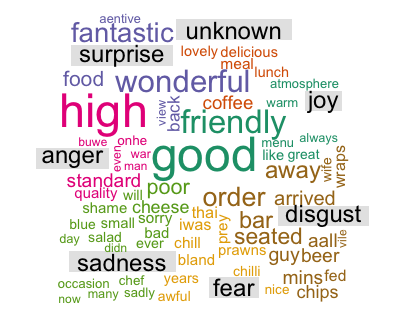 aentive
fantastic unknown
surprise lovely delicious
meal lunch
food wonderful atmosphere
high view back coffee warm joy
friendly
buwe onhe good menu always
anger even war man like great
standard away wife wraps
quality will poor
shame cheese order arrived
blue small sorry thai bar disgust
day salad bad iwas prey seated
didn ever chill prawns aall vile
sadness bland guy beer
occasion chef years chilli mins fed
now many sadly awful fear nice chips